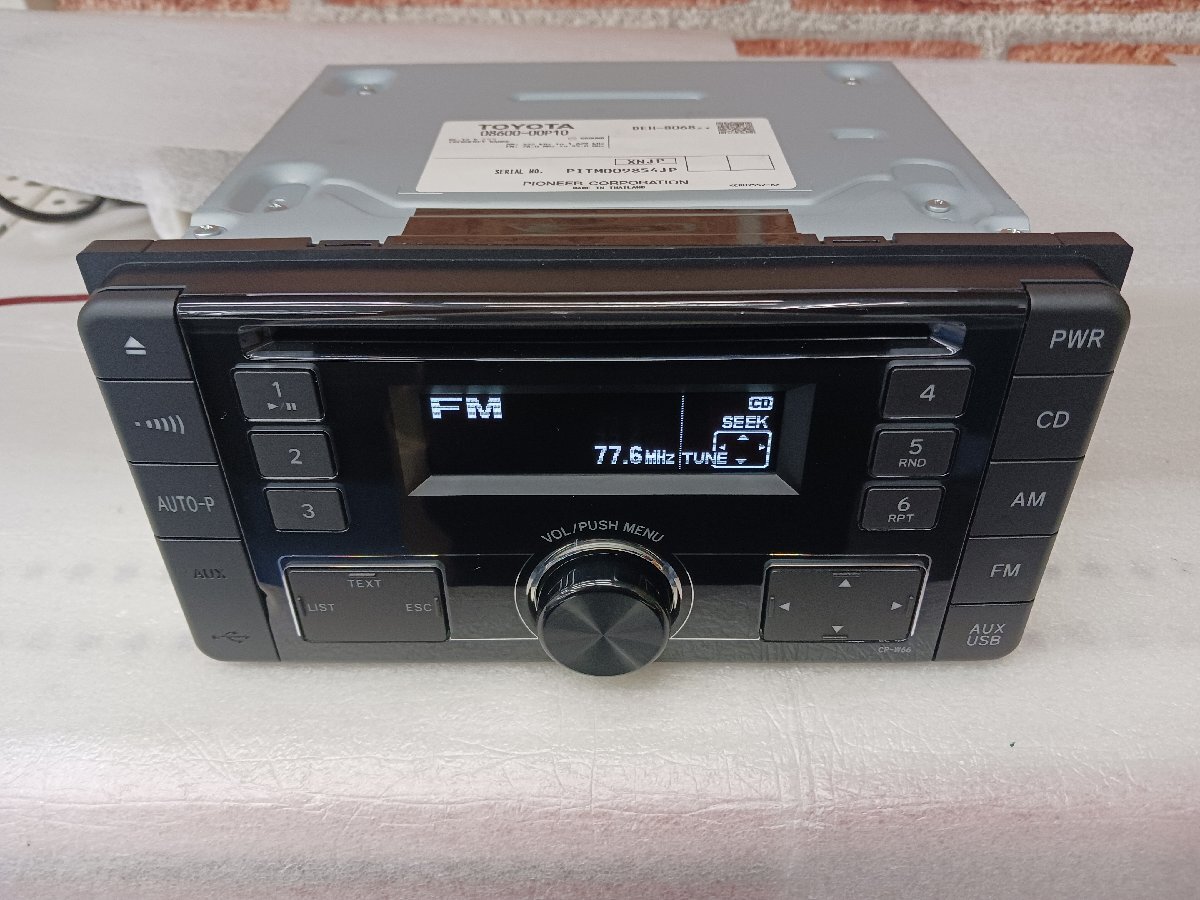 TOYOTA
08600-00P10
DEH-8068
XNJP
SERIAL NO. PITM009854JP
PIONEER CORPORATION
MADE IN THAILAND
PWR
1
4
FM
CD
SEEK
CD
2
5
RND
77.6MHz TUNE
AUTO-P
3
6
RPT
AM
VOL/PUSH MENU
AUX
TEXT
LIST
ESC
FM
AUX
USB
CP-W66